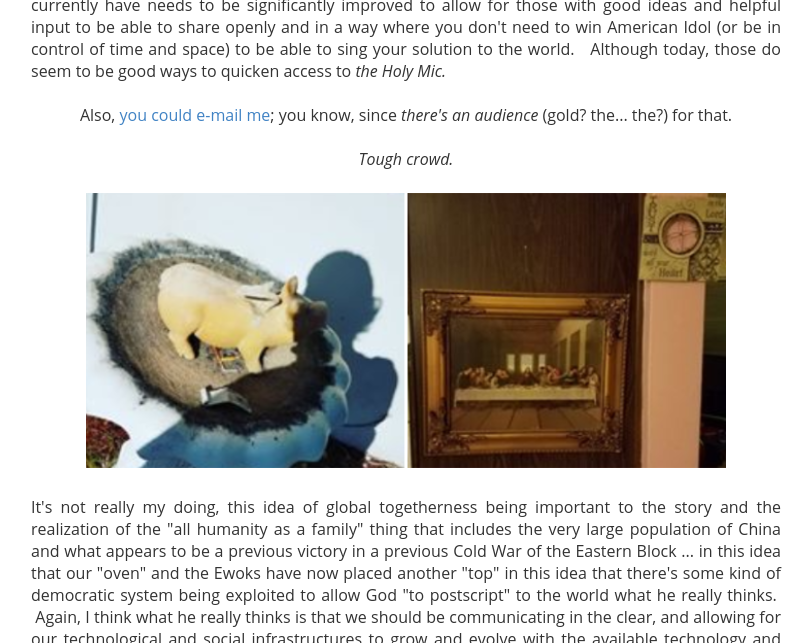 currently have needs to be significantly improved to allow for those with good ideas and helpful
input to be able to share openly and in a way where you don't need to win American Idol (or be in
control of time and space) to be able to sing your solution to the world. Although today, those do
seem to be good ways to quicken access to the Holy Mic.
Also, you could e-mail me; you know, since there's an audience (gold? the... the?) for that.
Tough crowd.
Lord
Heart
It's not really my doing, this idea of global togetherness being important to the story and the
realization of the "all humanity as a family" thing that includes the very large population of China
and what appears to be a previous victory in a previous Cold War of the Eastern Block ... in this idea
that our "oven" and the Ewoks have now placed another "top" in this idea that there's some kind of
democratic system being exploited to allow God "to postscript" to the world what he really thinks.
Again, I think what he really thinks is that we should be communicating in the clear, and allowing for
our technological and social infrastructures to grow and evolve with the available technology and